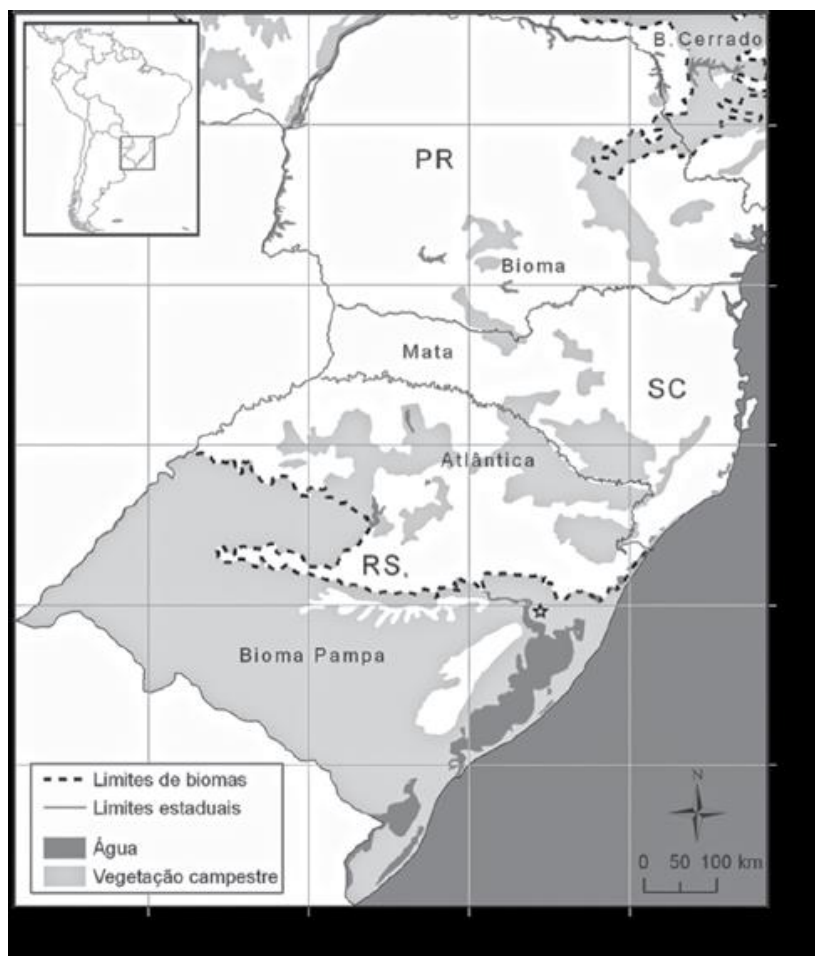 B.Cerrado
PR
Bioma
Mata
SC
Atlântica
RS.
Bioma Pampa
Limites de biomas
Limites estaduais
Água
Vegetação campestre
N
0 50 100 km